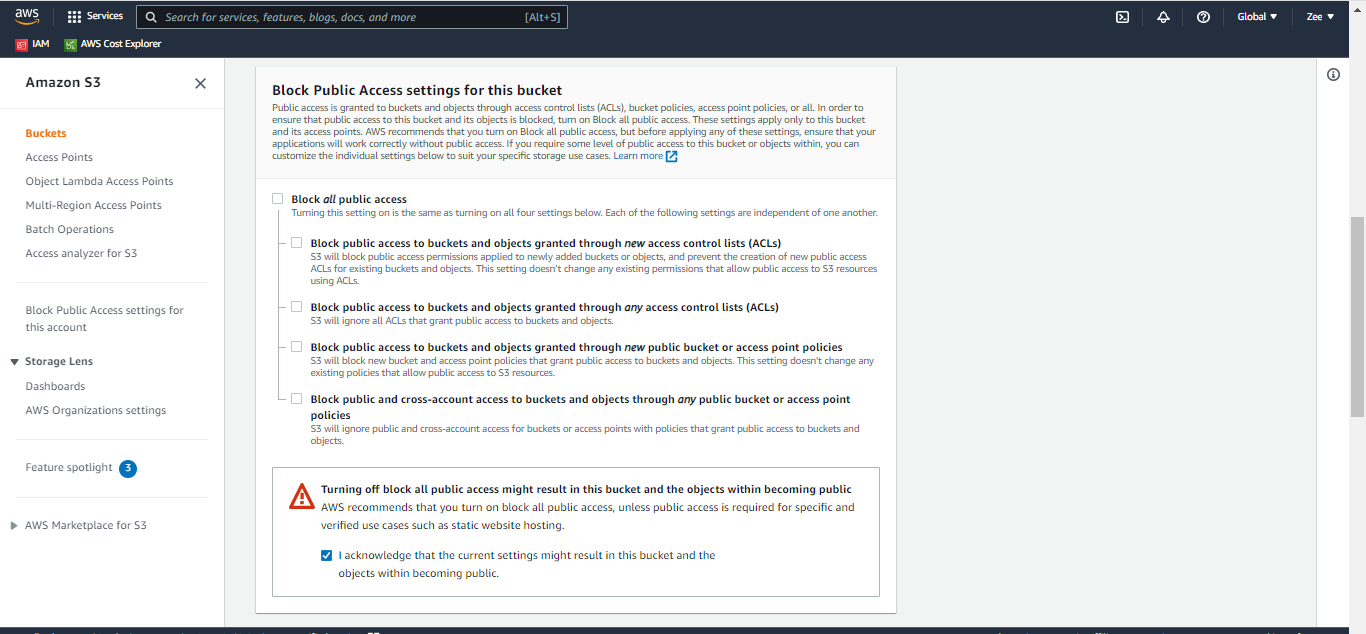 aws
Services
Search for services, features, blogs, docs, and more
[Alt+S]
Global
Zee
IAM
AWS Cost Explorer
Amazon S3
Buckets
Access Points
Object Lambda Access Points
Multi-Region Access Points
Batch Operations
Access analyzer for S3
Block Public Access settings for
this account
Storage Lens
Dashboards
AWS Organizations settings
Feature spotlight
3
AWS Marketplace for S3
Block Public Access settings for this bucket
Public access is granted to buckets and objects through access control lists (ACLs), bucket policies, access point policies, or all. In order to
ensure that public access to this bucket and its objects is blocked, turn on Block all public access. These settings apply only to this bucket
and its access points. AWS recommends that you turn on Block all public access, but before applying any of these settings, ensure that your
applications will work correctly without public access. If you require some level of public access to this bucket or objects within, you can
customize the individual settings below to suit your specific storage use cases. Learn more
Block all public access
Turning this setting on is the same as turning on all four settings below. Each of the following settings are independent of one another.
Block public access to buckets and objects granted through new access control lists (ACLs)
S3 will block public access permissions applied to newly added buckets or objects, and prevent the creation of new public access
ACLs for existing buckets and objects. This setting doesn't change any existing permissions that allow public access to S3 resources
using ACLs.
Block public access to buckets and objects granted through any access control lists (ACLs)
S3 will ignore all ACLs that grant public access to buckets and objects.
Block public access to buckets and objects granted through new public bucket or access point policies
S3 will block new bucket and access point policies that grant public access to buckets and objects. This setting doesn't change any
existing policies that allow public access to S3 resources.
Block public and cross-account access to buckets and objects through any public bucket or access point
policies
S3 will ignore public and cross-account access for buckets or access points with policies that grant public access to buckets and
objects.
Turning off block all public access might result in this bucket and the objects within becoming public
AWS recommends that you turn on block all public access, unless public access is required for specific and
verified use cases such as static website hosting.
I acknowledge that the current settings might result in this bucket and the
objects within becoming public.